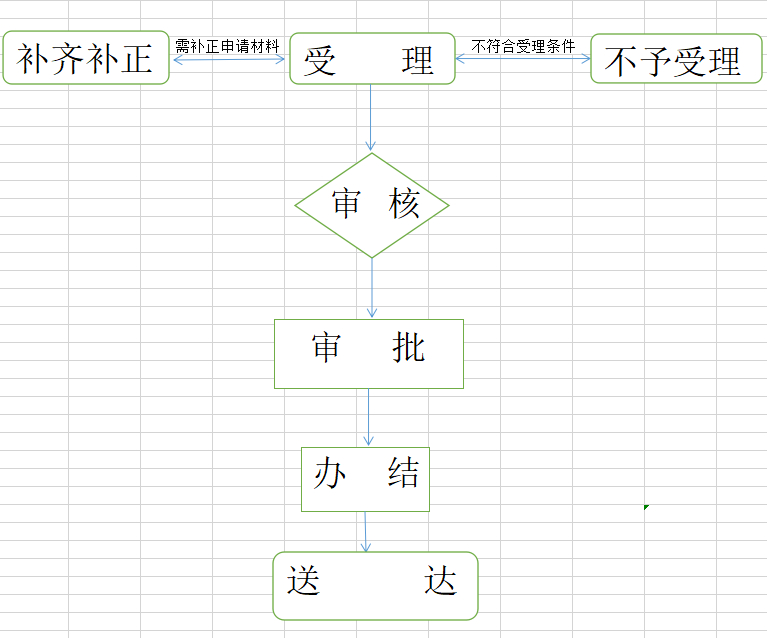 补齐补正
需补正申请材料
受 理
不符合受理条件
不予受理
审 核
审 批
办 结
送 达